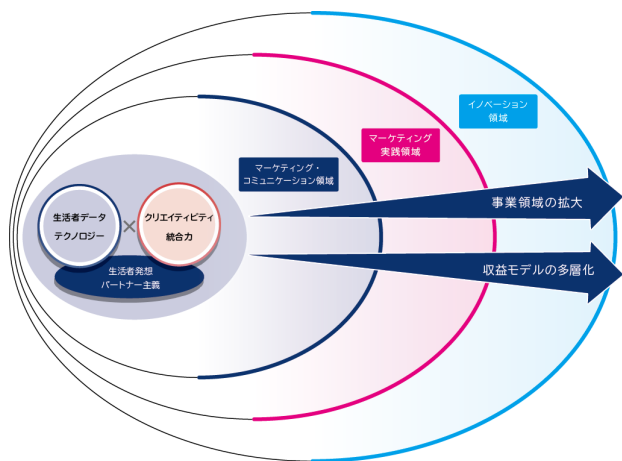 イノベーション
領域
マーケティング
実践領域
マーケティング・
コミュニケーション領域
生活者データ
テクノロジー
×
クリエイティビティ
統合力
生活者発想
パートナー主義
事業領域の拡大
収益モデルの多層化